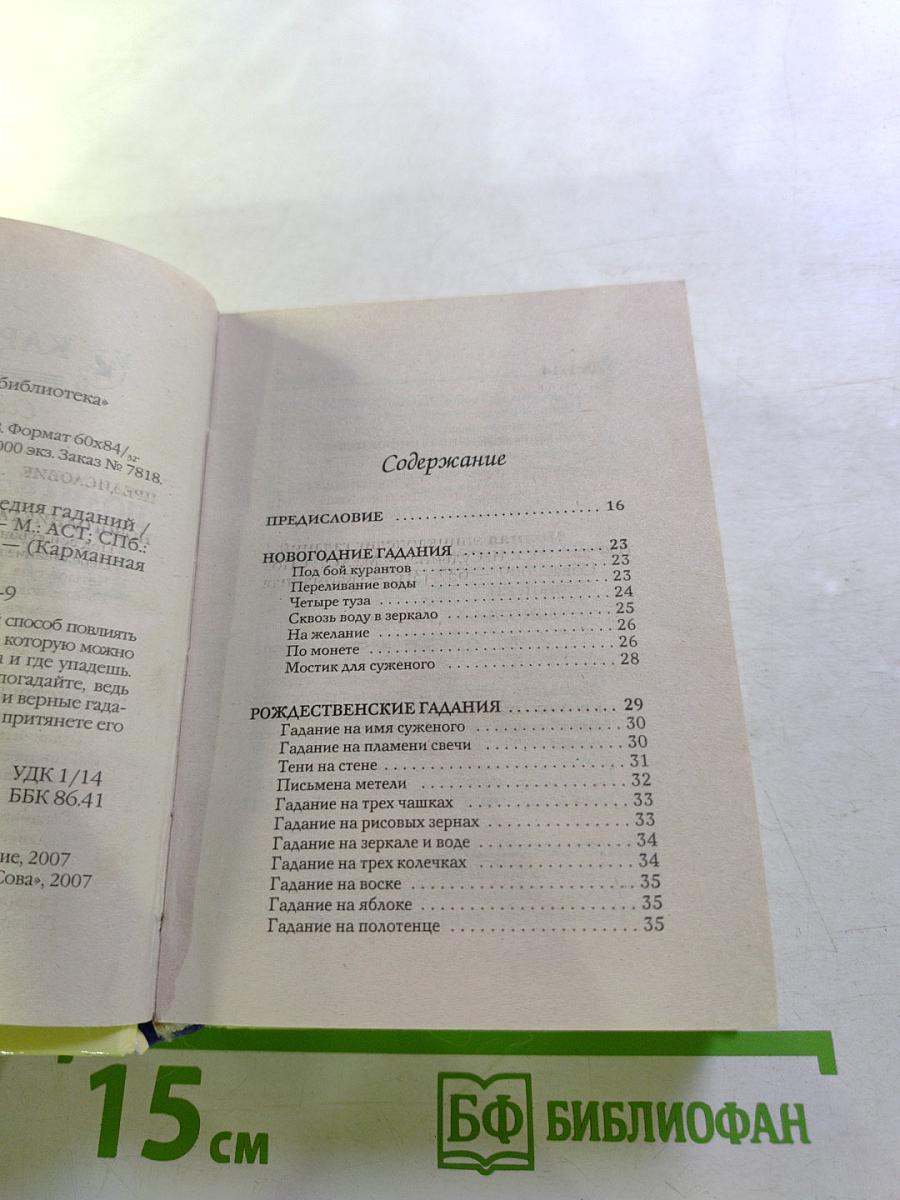 библиотека»
. Формат 60х84/32.
000 экз. Заказ № 7818.
едия гаданий /
— М.: АСТ; СПб.:
— (Карманная
-9
способ повлиять
которую можно
и где упадешь.
погадайте, ведь
и верные гада-
притянете его
УДК 1/14
ББК 86.41
ие, 2007
Сова», 2007
Содержание
ПРЕДИСЛОВИЕ .............................. 16
НОВОГОДНИЕ ГАДАНИЯ .................... 23
Под бой курантов ........................ 23
Переливание воды ........................ 23
Четыре туза ............................. 24
Сквозь воду в зеркало ................... 25
На желание .............................. 26
По монете ............................... 26
Мостик для суженого ..................... 28
РОЖДЕСТВЕНСКИЕ ГАДАНИЯ ............. 29
Гадание на имя суженого ................. 30
Гадание на пламени свечи ................ 30
Тени на стене ........................... 31
Письмена метели ......................... 32
Гадание на трех чашках .................. 33
Гадание на рисовых зернах ............... 33
Гадание на зеркале и воде ............... 34
Гадание на трех колечках ................ 34
Гадание на воске ........................ 35
Гадание на яблоке ....................... 35
Гадание на полотенце .................... 35
15 см
БФ БИБЛИОФАН